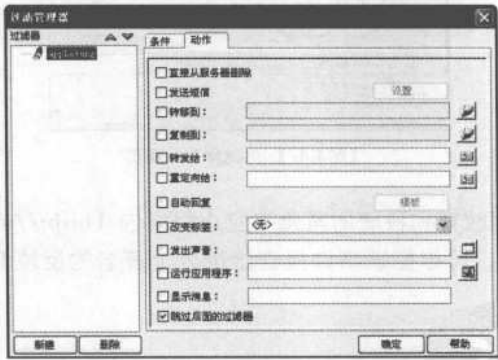 过滤管理器
过滤器
条件 动作
直接从服务器删除
发送短信 设置
转移到：
复制到：
转发给：
重定向给：
自动回复 模板
改变标签： <无>
发出声音：
运行应用程序：
显示消息：
跳过后面的过滤器
新建 删除 确定 帮助